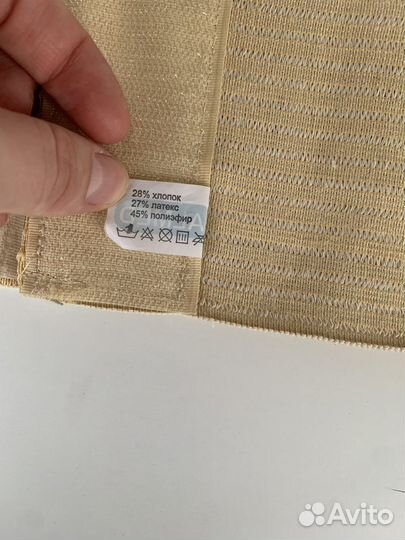 28% хлопок
27% латекс
45% полиэфир
Avito